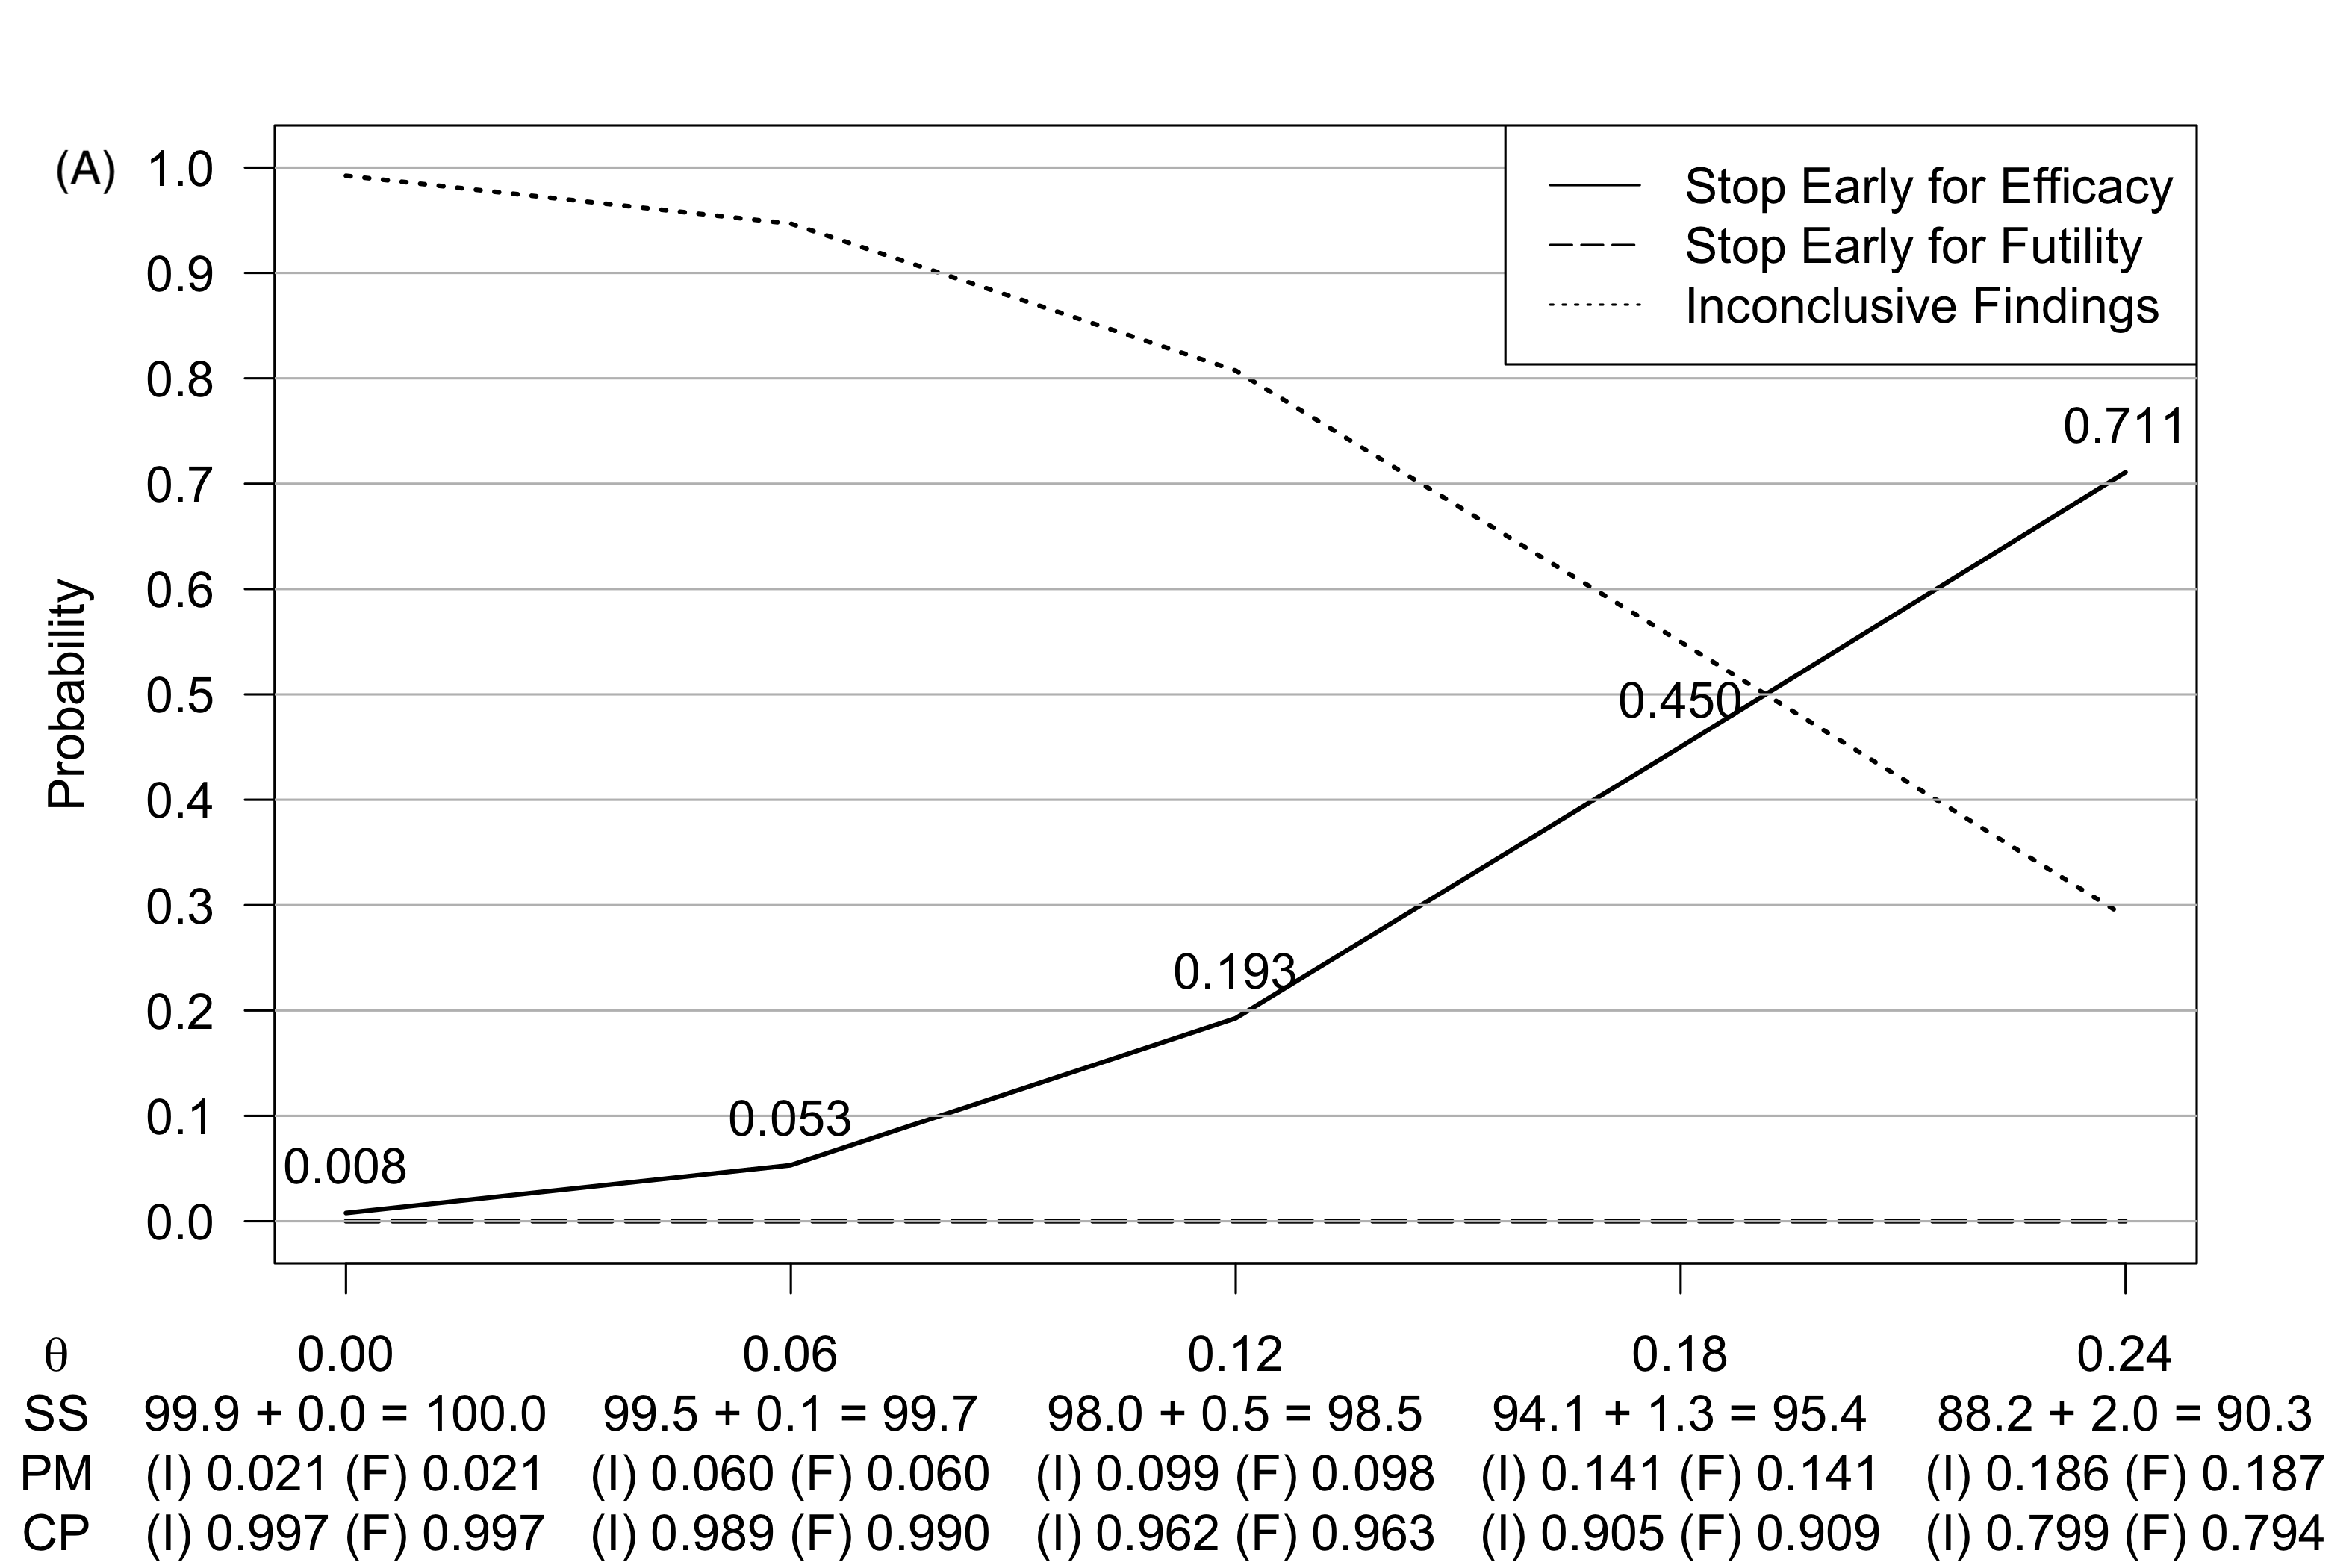 (A)
1.0
0.9
0.8
0.7
0.6
0.5
0.4
0.3
0.2
0.1
0.0
Probability
Stop Early for Efficacy
Stop Early for Futility
Inconclusive Findings
0.008
0.053
0.193
0.450
0.711
θ 0.00 0.06 0.12 0.18 0.24
SS 99.9 + 0.0 = 100.0 99.5 + 0.1 = 99.7 98.0 + 0.5 = 98.5 94.1 + 1.3 = 95.4 88.2 + 2.0 = 90.3
PM (I) 0.021 (F) 0.021 (I) 0.060 (F) 0.060 (I) 0.099 (F) 0.098 (I) 0.141 (F) 0.141 (I) 0.186 (F) 0.187
CP (I) 0.997 (F) 0.997 (I) 0.989 (F) 0.990 (I) 0.962 (F) 0.963 (I) 0.905 (F) 0.909 (I) 0.799 (F) 0.794